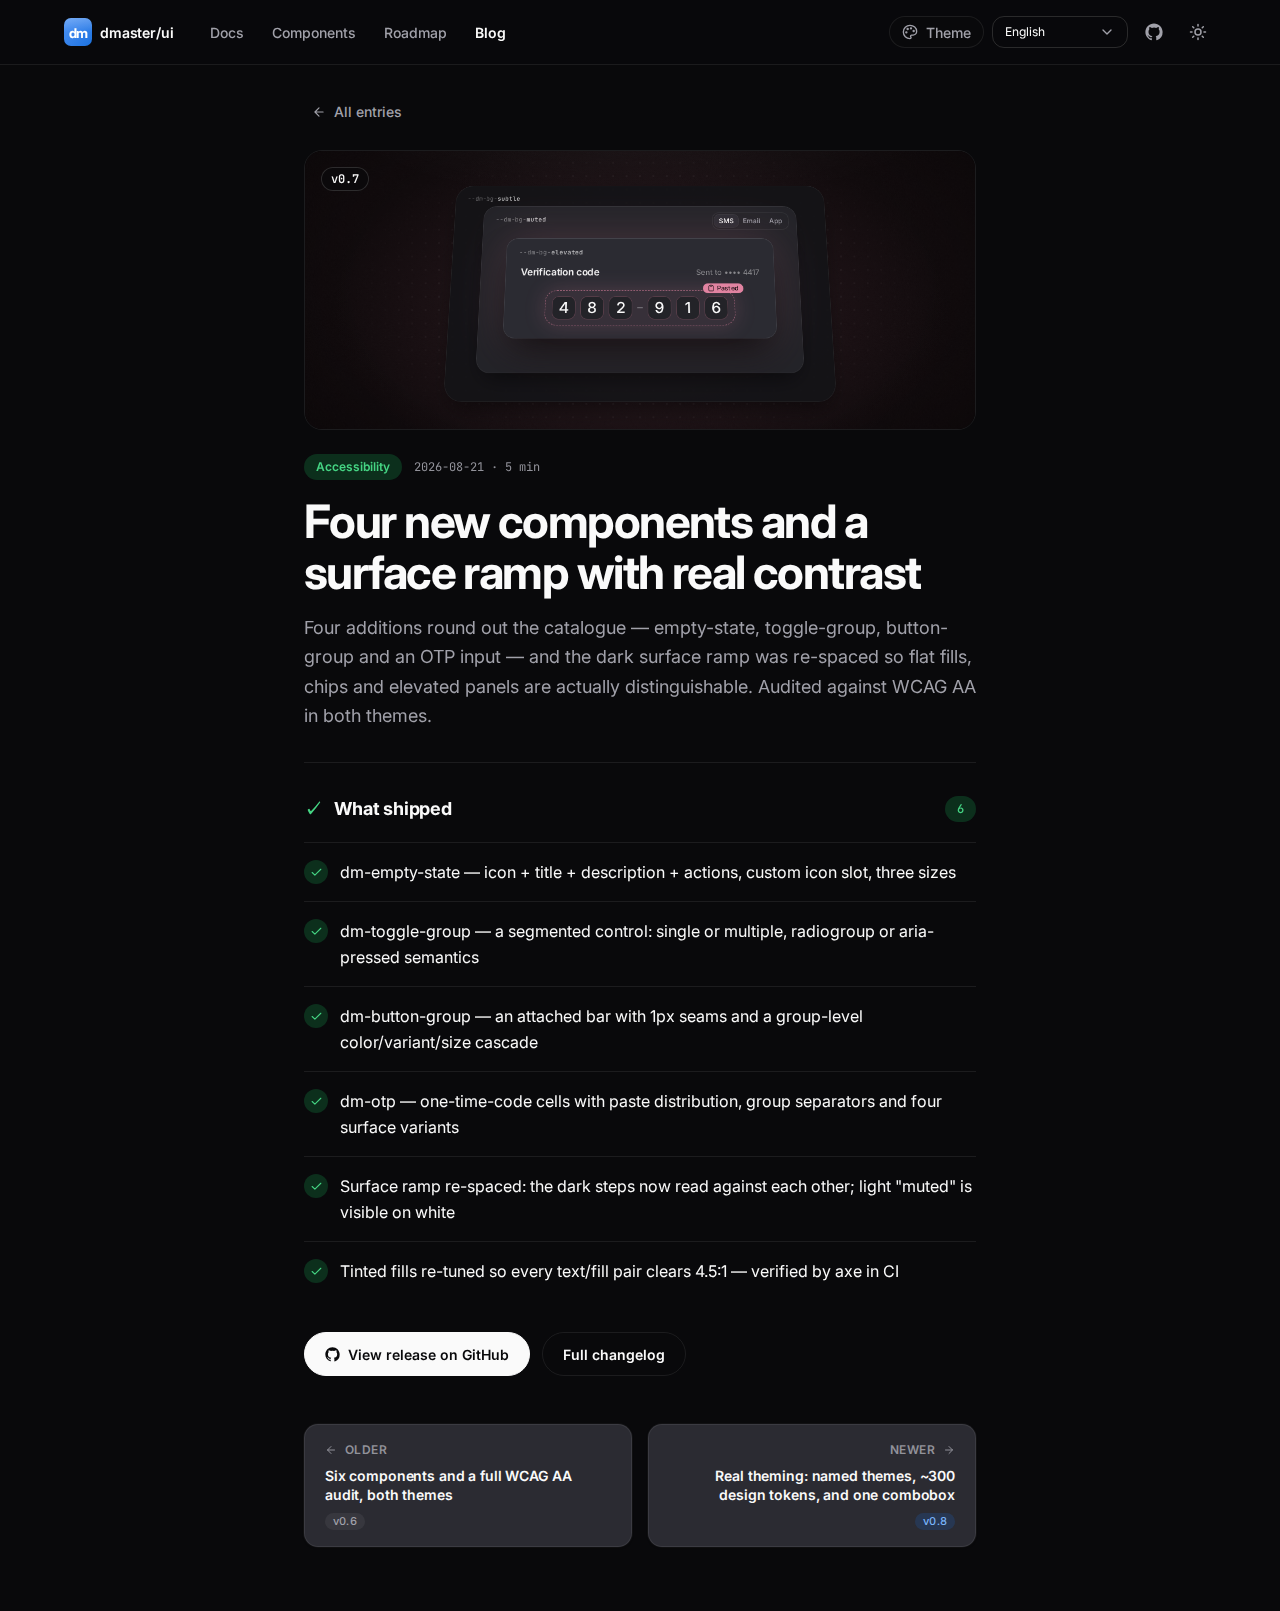 dm dmaster/ui Docs Components Roadmap Blog Theme English
All entries
v0.7
--dm-bg-subtle
--dm-bg-muted SMS Email App
--dm-bg-elevated
Verification code Sent to •••• 4417
Pasted
4 8 2 – 9 1 6
Accessibility 2026-08-21 · 5 min
Four new components and a
surface ramp with real contrast
Four additions round out the catalogue — empty-state, toggle-group, button-
group and an OTP input — and the dark surface ramp was re-spaced so flat fills,
chips and elevated panels are actually distinguishable. Audited against WCAG AA
in both themes.
✓ What shipped 6
dm-empty-state — icon + title + description + actions, custom icon slot, three sizes
dm-toggle-group — a segmented control: single or multiple, radiogroup or aria-
pressed semantics
dm-button-group — an attached bar with 1px seams and a group-level
color/variant/size cascade
dm-otp — one-time-code cells with paste distribution, group separators and four
surface variants
Surface ramp re-spaced: the dark steps now read against each other; light "muted" is
visible on white
Tinted fills re-tuned so every text/fill pair clears 4.5:1 — verified by axe in CI
View release on GitHub Full changelog
OLDER
Six components and a full WCAG AA
audit, both themes
v0.6
NEWER
Real theming: named themes, ~300
design tokens, and one combobox
v0.8